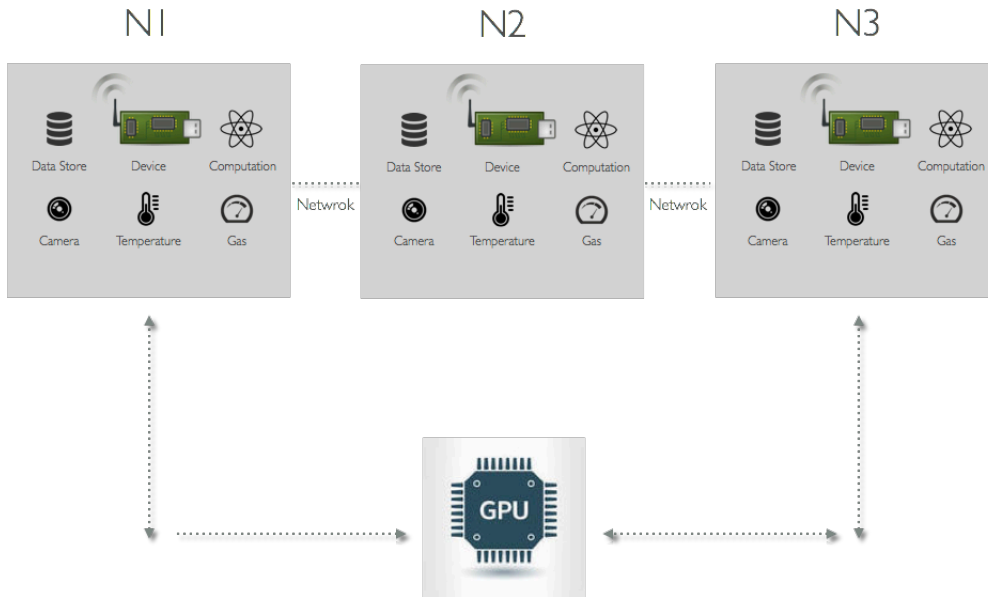 N1 N2 N3
Data Store Device Computation Data Store Device Computation Data Store Device Computation
Netwrok Netwrok
Camera Temperature Gas Camera Temperature Gas Camera Temperature Gas
GPU